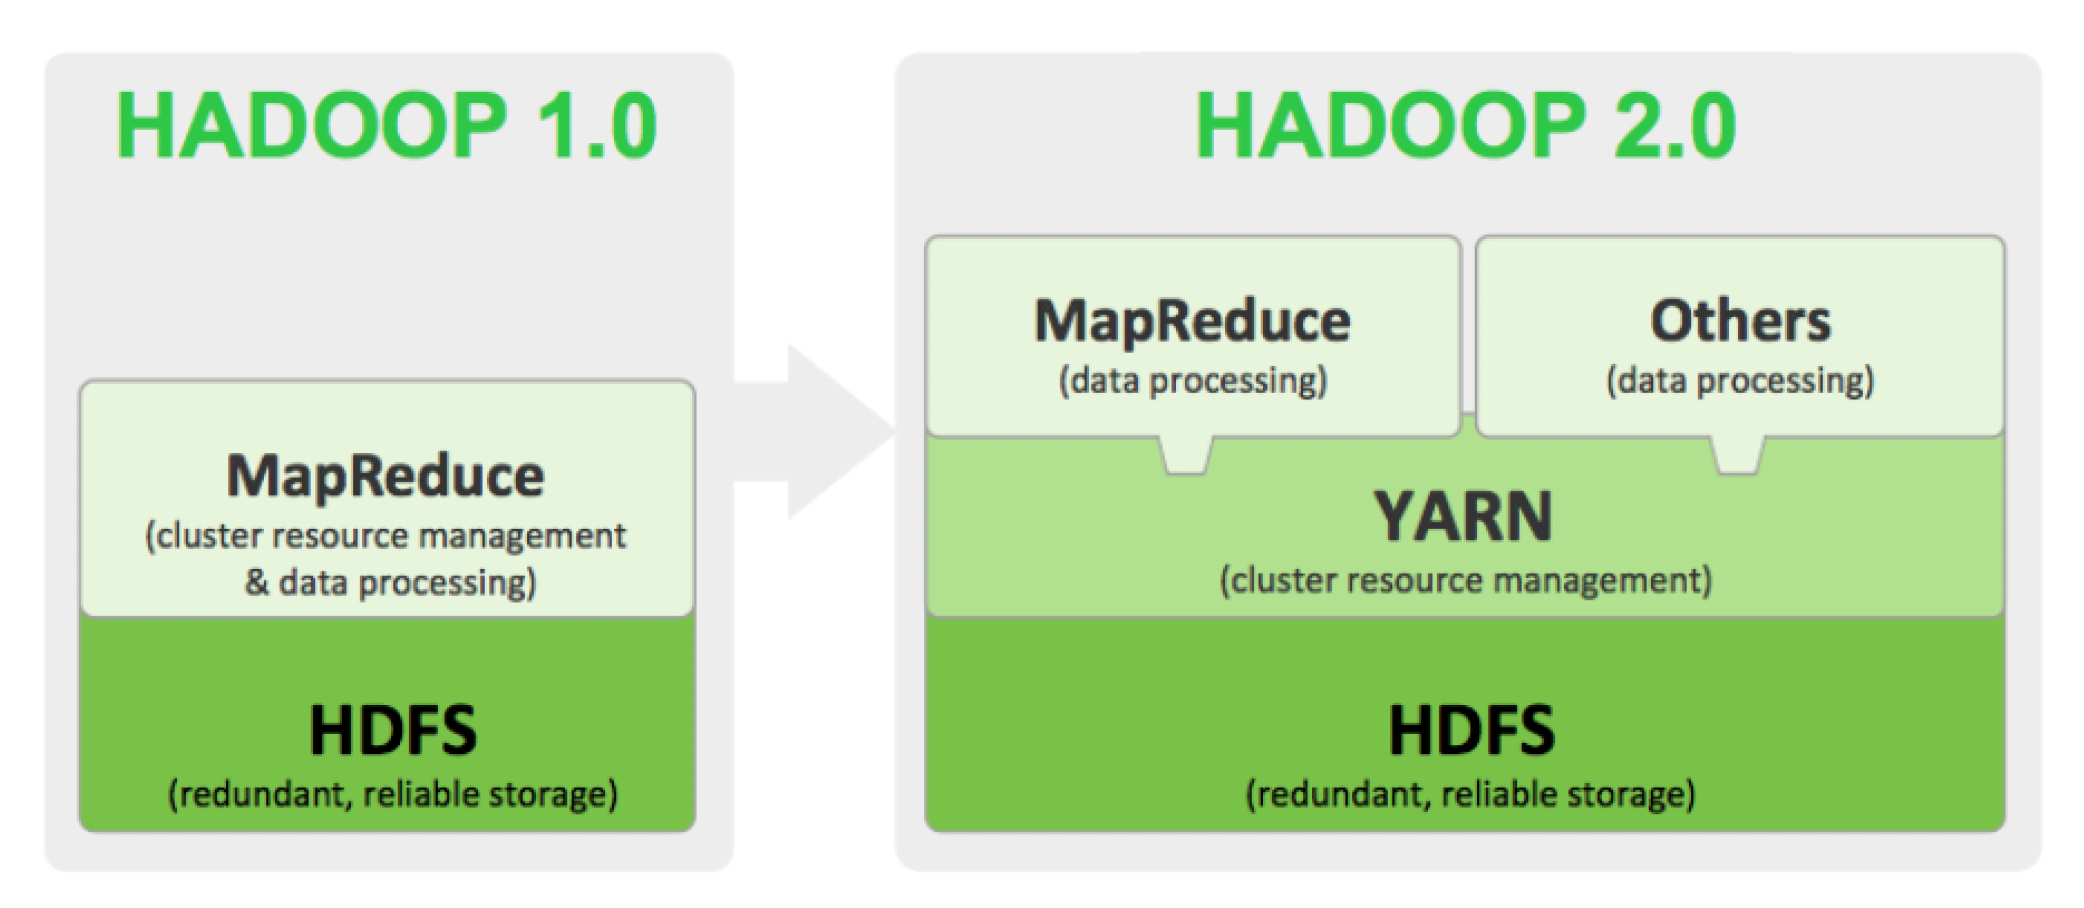 HADOOP 1.0
MapReduce
(cluster resource management
& data processing)
HDFS
(redundant, reliable storage)
HADOOP 2.0
MapReduce
(data processing)
Others
(data processing)
YARN
(cluster resource management)
HDFS
(redundant, reliable storage)